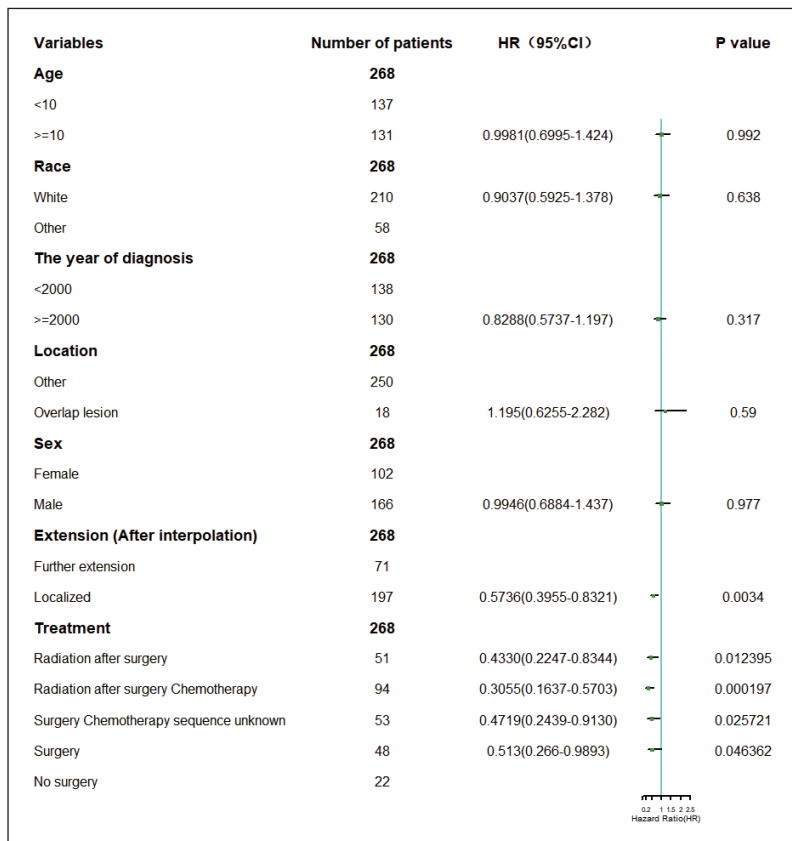 Variables Number of patients HR（95%CI） P value
Age 268
<10 137
>=10 131 0.9981(0.6995-1.424) 0.992
Race 268
White 210 0.9037(0.5925-1.378) 0.638
Other 58
The year of diagnosis 268
<2000 138
>=2000 130 0.8288(0.5737-1.197) 0.317
Location 268
Other 250
Overlap lesion 18 1.195(0.6255-2.282) 0.59
Sex 268
Female 102
Male 166 0.9946(0.6884-1.437) 0.977
Extension (After interpolation) 268
Further extension 71
Localized 197 0.5736(0.3955-0.8321) 0.0034
Treatment 268
Radiation after surgery 51 0.4330(0.2247-0.8344) 0.012395
Radiation after surgery Chemotherapy 94 0.3055(0.1637-0.5703) 0.000197
Surgery Chemotherapy sequence unknown 53 0.4719(0.2439-0.9130) 0.025721
Surgery 48 0.513(0.266-0.9893) 0.046362
No surgery 22
0.2 1 1.5 2 2.5
Hazard Ratio(HR)